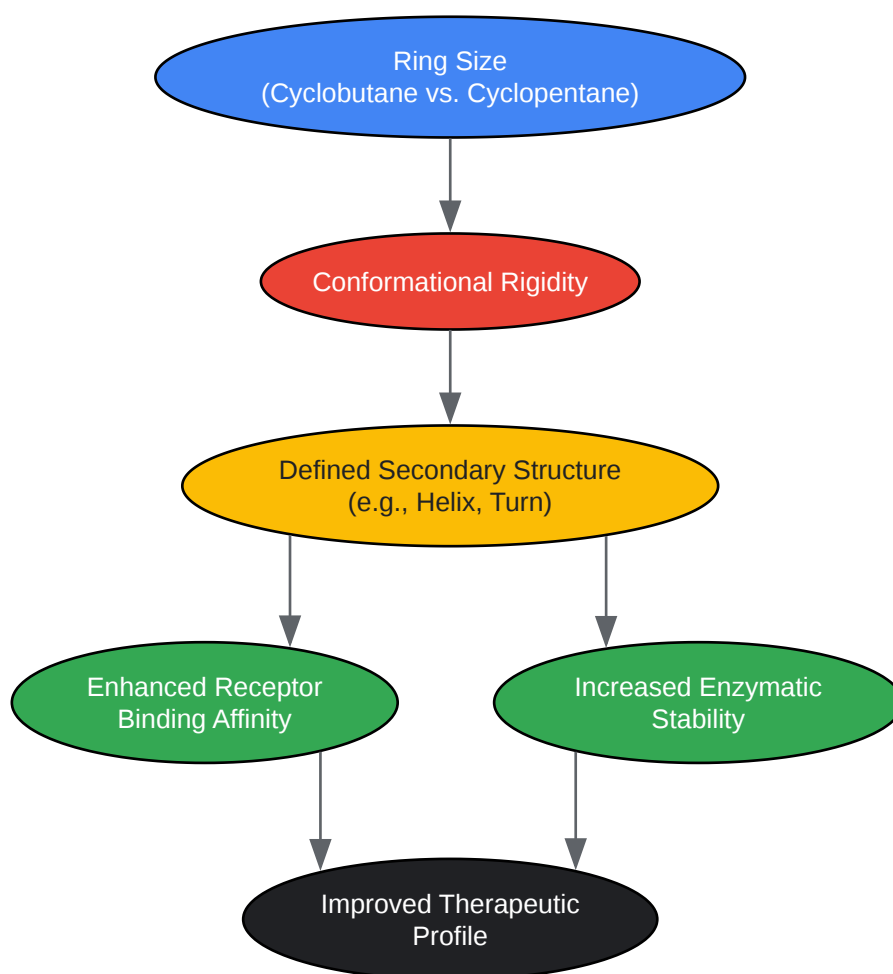 Ring Size
(Cyclobutane vs. Cyclopentane)
Conformational Rigidity
Defined Secondary Structure
(e.g., Helix, Turn)
Enhanced Receptor
Binding Affinity
Increased Enzymatic
Stability
Improved Therapeutic
Profile